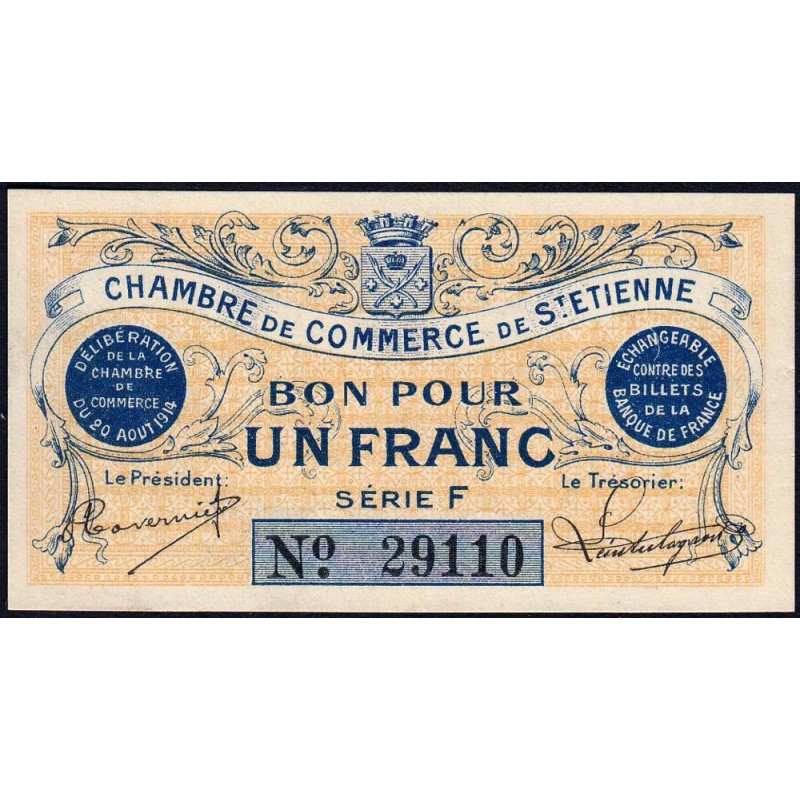 CHAMBRE DE COMMERCE DE ST ETIENNE
DÉLIBÉRATION
DE LA
CHAMBRE
DE
COMMERCE
DU 20 AOUT 1914
BON POUR
UN FRANC
SÉRIE F
ECHANGEABLE
CONTRE DES
BILLETS
DE LA
BANQUE DE FRANCE
Le Président:
Le Trésorier:
No. 29110